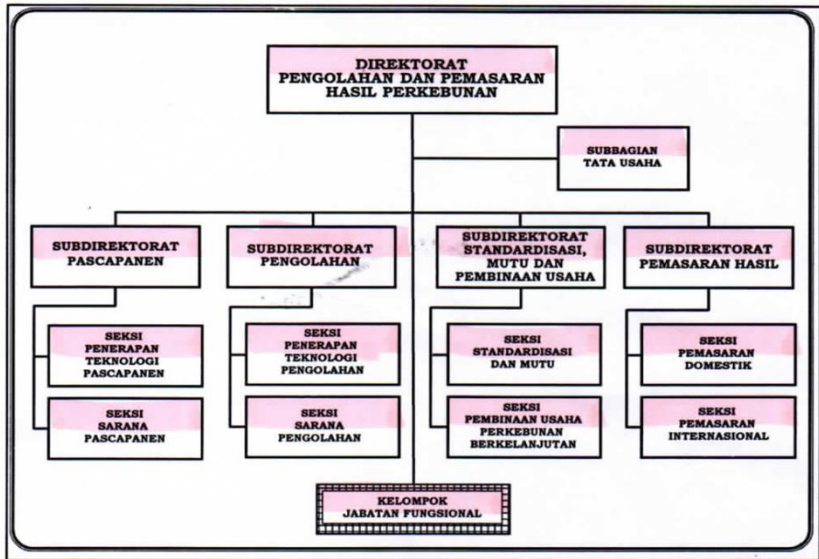 DIREKTORAT
PENGOLAHAN DAN PEMASARAN
HASIL PERKEBUNAN
SUBBAGIAN
TATA USAHA
SUBDIREKTORAT
PASCAPANEN
SUBDIREKTORAT
PENGOLAHAN
SUBDIREKTORAT
STANDARDISASI,
MUTU DAN
PEMBINAAN USAHA
SUBDIREKTORAT
PEMASARAN HASIL
SEKSI
PENERAPAN
TEKNOLOGI
PASCAPANEN
SEKSI
PENERAPAN
TEKNOLOGI
PENGOLAHAN
SEKSI
STANDARDISASI
DAN MUTU
SEKSI
PEMASARAN
DOMESTIK
SEKSI
SARANA
PASCAPANEN
SEKSI
SARANA
PENGOLAHAN
SEKSI
PEMBINAAN USAHA
PERKEBUNAN
BERKELANJUTAN
SEKSI
PEMASARAN
INTERNASIONAL
KELOMPOK
JABATAN FUNGSIONAL